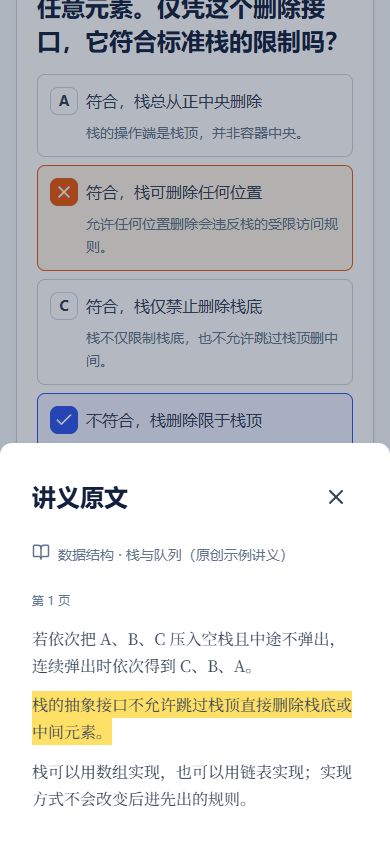 任意元素。仅凭这个删除接
口，它符合标准栈的限制吗？
A 符合，栈总从正中央删除
栈的操作端是栈顶，并非容器中央。
符合，栈可删除任何位置
允许任何位置删除会违反栈的受限访问规
则。
C 符合，栈仅禁止删除栈底
栈不仅限制栈底，也不允许跳过栈顶删中
间。
不符合，栈删除限于栈顶
讲义原文
数据结构 · 栈与队列（原创示例讲义）
第 1 页
若依次把 A、B、C 压入空栈且中途不弹出，
连续弹出时依次得到 C、B、A。
栈的抽象接口不允许跳过栈顶直接删除栈底或
中间元素。
栈可以用数组实现，也可以用链表实现；实现
方式不会改变后进先出的规则。